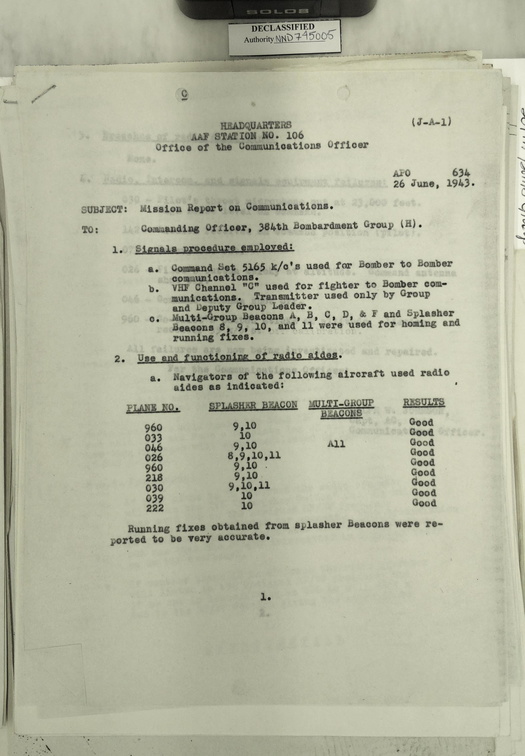 SOLOS
DECLASSIFIED
Authority NND745005
HEADQUARTERS (J-A-1)
AAF STATION NO. 106
Office of the Communications Officer
APO 634
26 June, 1943.
SUBJECT: Mission Report on Communications.
TO: Commanding Officer, 384th Bombardment Group (H).
1. Signals procedure employed:
a. Command Set 5165 k/c's used for Bomber to Bomber
communications.
b. VHF Channel "C" used for fighter to Bomber com-
munications. Transmitter used only by Group
and Deputy Group Leader.
c. Multi-Group Beacons A, B, C, D, & F and Splasher
Beacons 8, 9, 10, and 11 were used for homing and
running fixes.
2. Use and functioning of radio aides.
a. Navigators of the following aircraft used radio
aides as indicated:
PLANE NO. SPLASHER BEACON MULTI-GROUP BEACONS RESULTS
960 9,10 Good
033 10 Good
046 9,10 All Good
026 8,9,10,11 Good
960 9,10 Good
218 9,10 Good
030 9,10,11 Good
039 10 Good
222 10 Good
Running fixes obtained from splasher Beacons were re-
ported to be very accurate.
1.